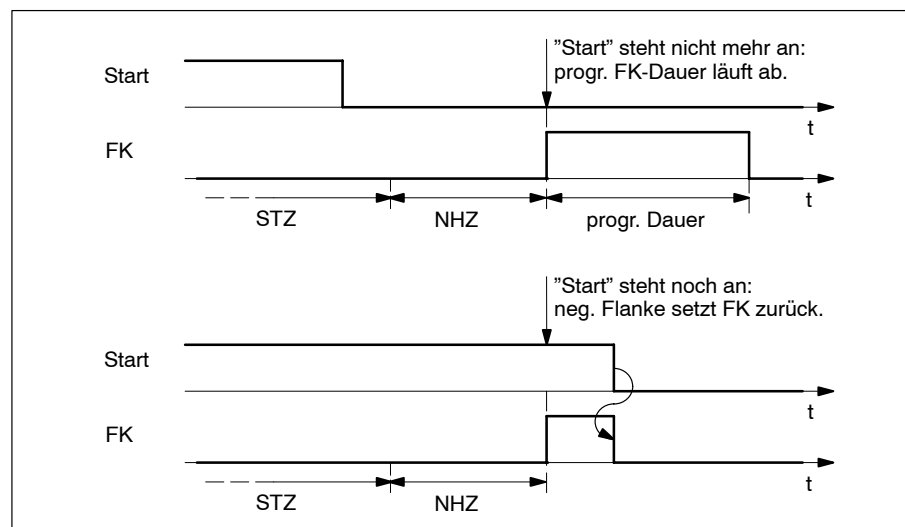 ”Start” steht nicht mehr an:
progr. FK-Dauer läuft ab.
Start
t
FK
t
STZ
NHZ
progr. Dauer
”Start” steht noch an:
neg. Flanke setzt FK zurück.
Start
t
FK
t
STZ
NHZ